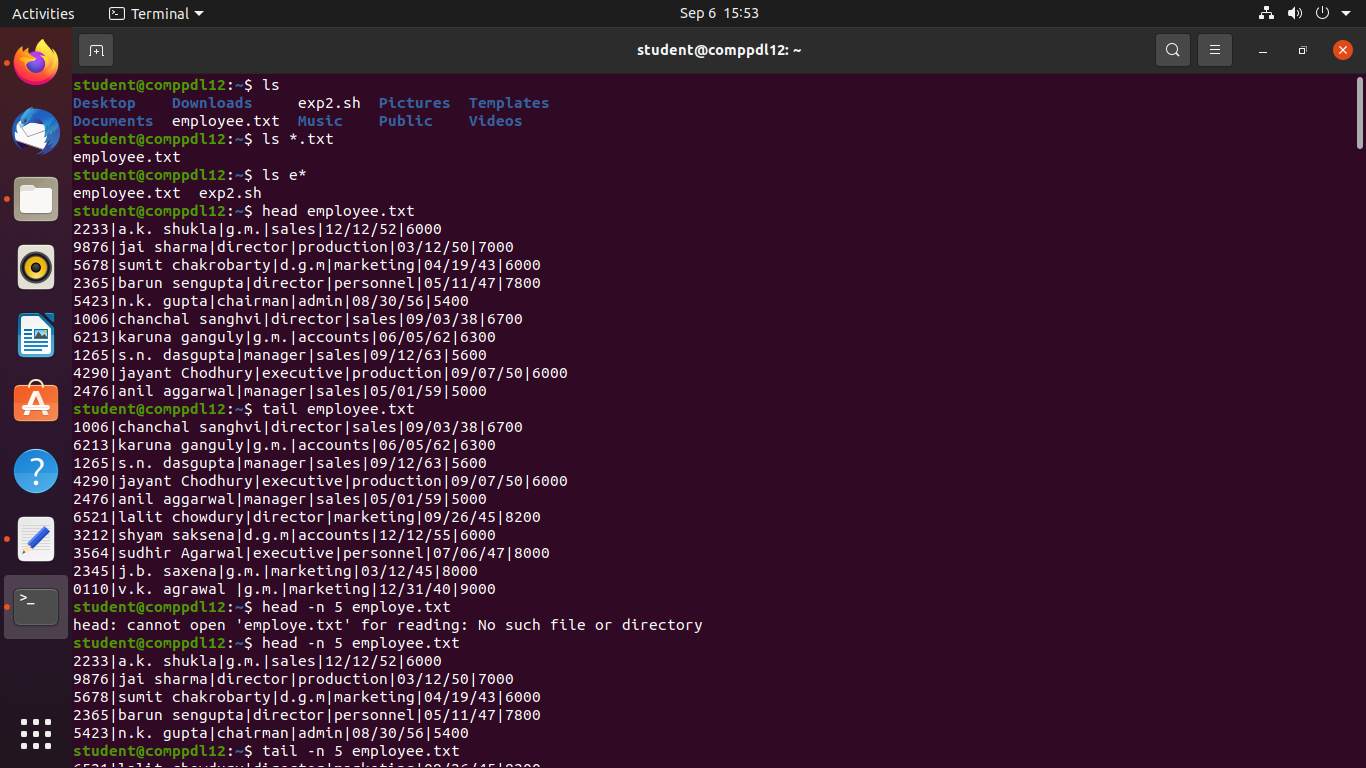 Activities
Terminal
Sep 6 15:53
student@comppdl12: ~
student@comppdl12:~$ ls
Desktop    Downloads     exp2.sh  Pictures  Templates
Documents  employee.txt  Music    Public    Videos
student@comppdl12:~$ ls *.txt
employee.txt
student@comppdl12:~$ ls e*
employee.txt  exp2.sh
student@comppdl12:~$ head employee.txt
2233|a.k. shukla|g.m.|sales|12/12/52|6000
9876|jai sharma|director|production|03/12/50|7000
5678|sumit chakrobarty|d.g.m|marketing|04/19/43|6000
2365|barun sengupta|director|personnel|05/11/47|7800
5423|n.k. gupta|chairman|admin|08/30/56|5400
1006|chanchal sanghvi|director|sales|09/03/38|6700
6213|karuna ganguly|g.m.|accounts|06/05/62|6300
1265|s.n. dasgupta|manager|sales|09/12/63|5600
4290|jayant Chodhury|executive|production|09/07/50|6000
2476|anil aggarwal|manager|sales|05/01/59|5000
student@comppdl12:~$ tail employee.txt
1006|chanchal sanghvi|director|sales|09/03/38|6700
6213|karuna ganguly|g.m.|accounts|06/05/62|6300
1265|s.n. dasgupta|manager|sales|09/12/63|5600
4290|jayant Chodhury|executive|production|09/07/50|6000
2476|anil aggarwal|manager|sales|05/01/59|5000
6521|lalit chowdury|director|marketing|09/26/45|8200
3212|shyam saksena|d.g.m|accounts|12/12/55|6000
3564|sudhir Agarwal|executive|personnel|07/06/47|8000
2345|j.b. saxena|g.m.|marketing|03/12/45|8000
0110|v.k. agrawal |g.m.|marketing|12/31/40|9000
student@comppdl12:~$ head -n 5 employe.txt
head: cannot open 'employe.txt' for reading: No such file or directory
student@comppdl12:~$ head -n 5 employee.txt
2233|a.k. shukla|g.m.|sales|12/12/52|6000
9876|jai sharma|director|production|03/12/50|7000
5678|sumit chakrobarty|d.g.m|marketing|04/19/43|6000
2365|barun sengupta|director|personnel|05/11/47|7800
5423|n.k. gupta|chairman|admin|08/30/56|5400
student@comppdl12:~$ tail -n 5 employee.txt